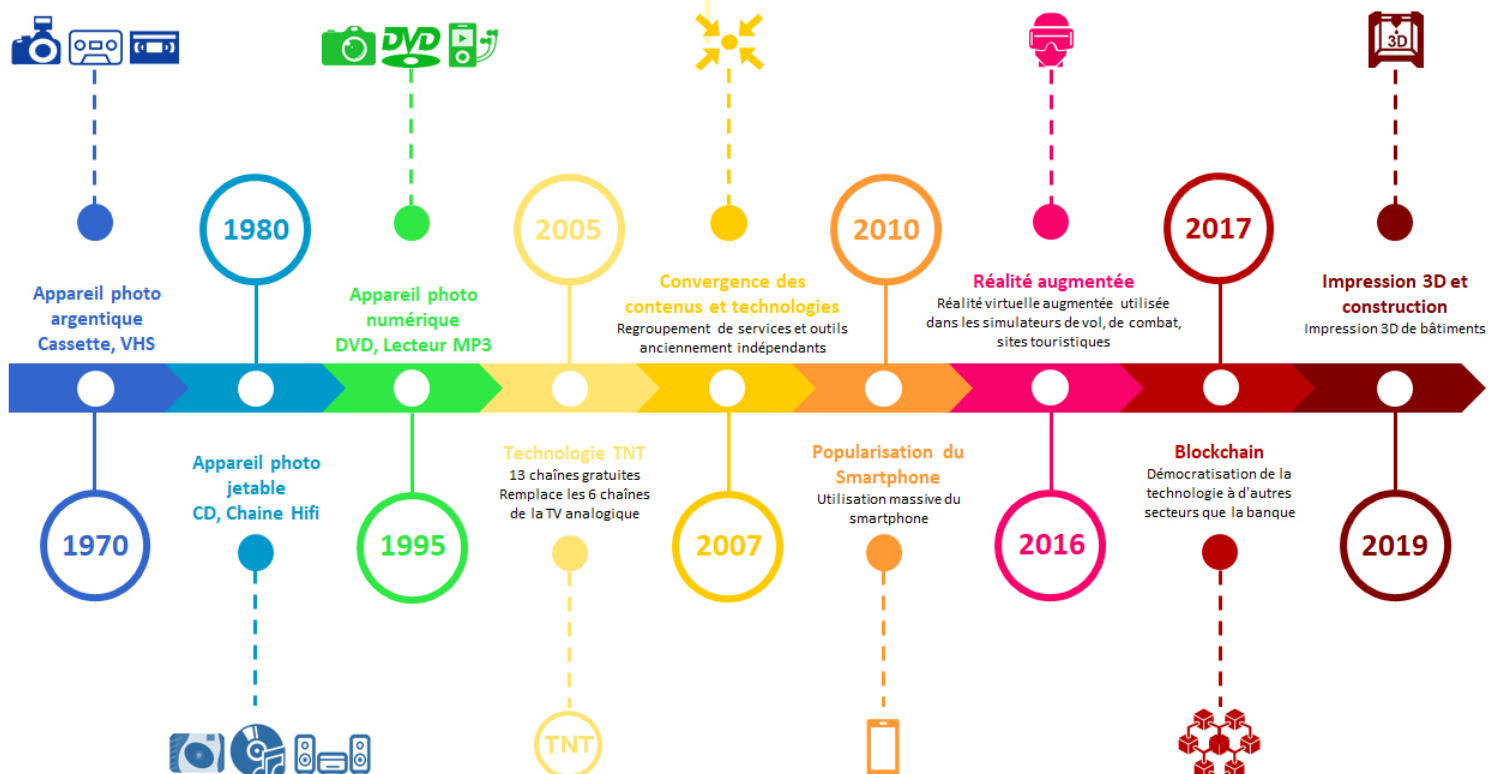 DVD
3D
1970
Appareil photo
argentique
Cassette, VHS
1980
Appareil photo
jetable
CD, Chaine Hifi
1995
Appareil photo
numérique
DVD, Lecteur MP3
2005
Technologie TNT
13 chaînes gratuites
Remplace les 6 chaînes
de la TV analogique
TNT
2007
Convergence des
contenus et technologies
Regroupement de services et outils
anciennement indépendants
2010
Popularisation du
Smartphone
Utilisation massive du
smartphone
2016
Réalité augmentée
Réalité virtuelle augmentée utilisée
dans les simulateurs de vol, de combat,
sites touristiques
2017
Blockchain
Démocratisation de la
technologie à d'autres
secteurs que la banque
2019
Impression 3D et
construction
Impression 3D de bâtiments